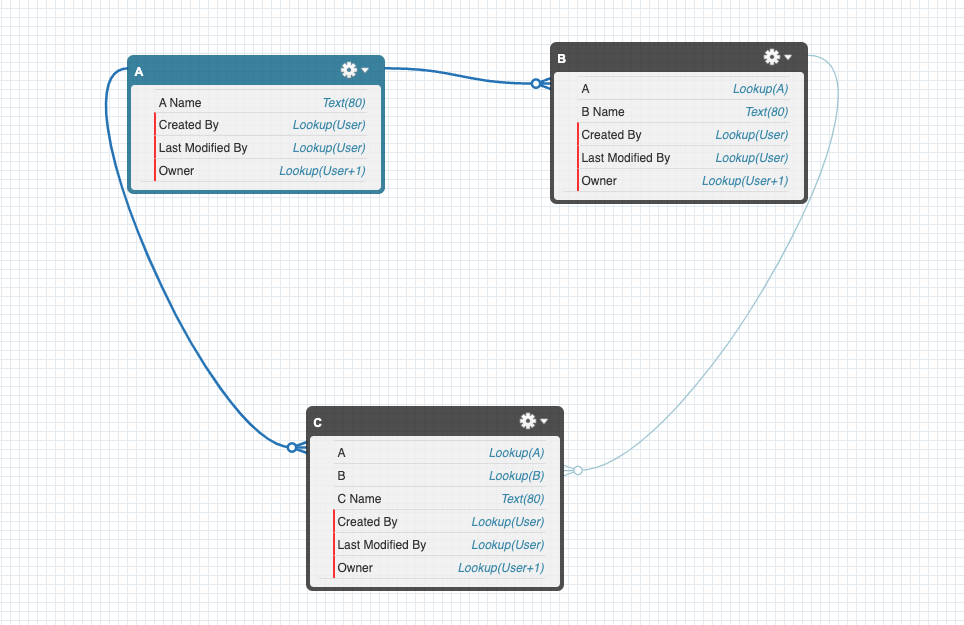 A
A Name Text(80)
Created By Lookup(User)
Last Modified By Lookup(User)
Owner Lookup(User+1)
B
A Lookup(A)
B Name Text(80)
Created By Lookup(User)
Last Modified By Lookup(User)
Owner Lookup(User+1)
C
A Lookup(A)
B Lookup(B)
C Name Text(80)
Created By Lookup(User)
Last Modified By Lookup(User)
Owner Lookup(User+1)